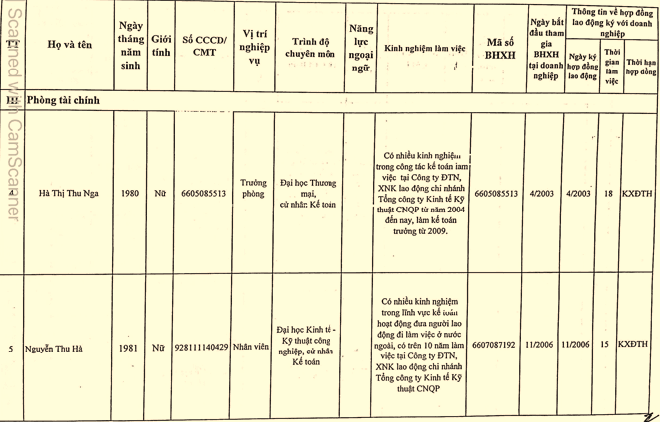 TT
Họ và tên
Ngày tháng năm sinh
Giới tính
Số CCCD/ CMT
Vị trí nghiệp vụ
Trình độ chuyên môn
Năng lực ngoại ngữ
Kinh nghiệm làm việc
Mã số BHXH
Ngày bắt đầu tham gia BHXH tại doanh nghiệp
Thông tin về hợp đồng lao động ký với doanh nghiệp
Ngày ký hợp đồng lao động
Thời gian làm việc
Thời hạn hợp đồng
III Phòng tài chính
4
Hà Thị Thu Nga
1980
Nữ
6605085513
Trưởng
phòng
Đại học Thương
mại,
cử nhân Kế toán
Có nhiều kinh nghiệm
trong công tác kế toán làm
việc tại Công ty ĐTN,
XNK lao động chi nhánh
Tổng công ty Kinh tế Kỹ
thuật CNQP từ năm 2004
đến nay, làm kế toán
trưởng từ 2009.
6605085513
4/2003
4/2003
18
KXĐTH
5
Nguyễn Thu Hà
1981
Nữ
928111140429
Nhân viên
Đại học Kinh tế -
Kỹ thuật công
nghiệp, cử nhân
Kế toán
Có nhiều kinh nghiệm
trong lĩnh vực kế toán
hoạt động đưa người lao
động đi làm việc ở nước
ngoài, có trên 10 năm làm
việc tại Công ty ĐTN,
XNK lao động chi nhánh
Tổng công ty Kinh tế Kỹ
thuật CNQP
6607087192
11/2006
11/2006
15
KXĐTH
Scanned with CamScanner